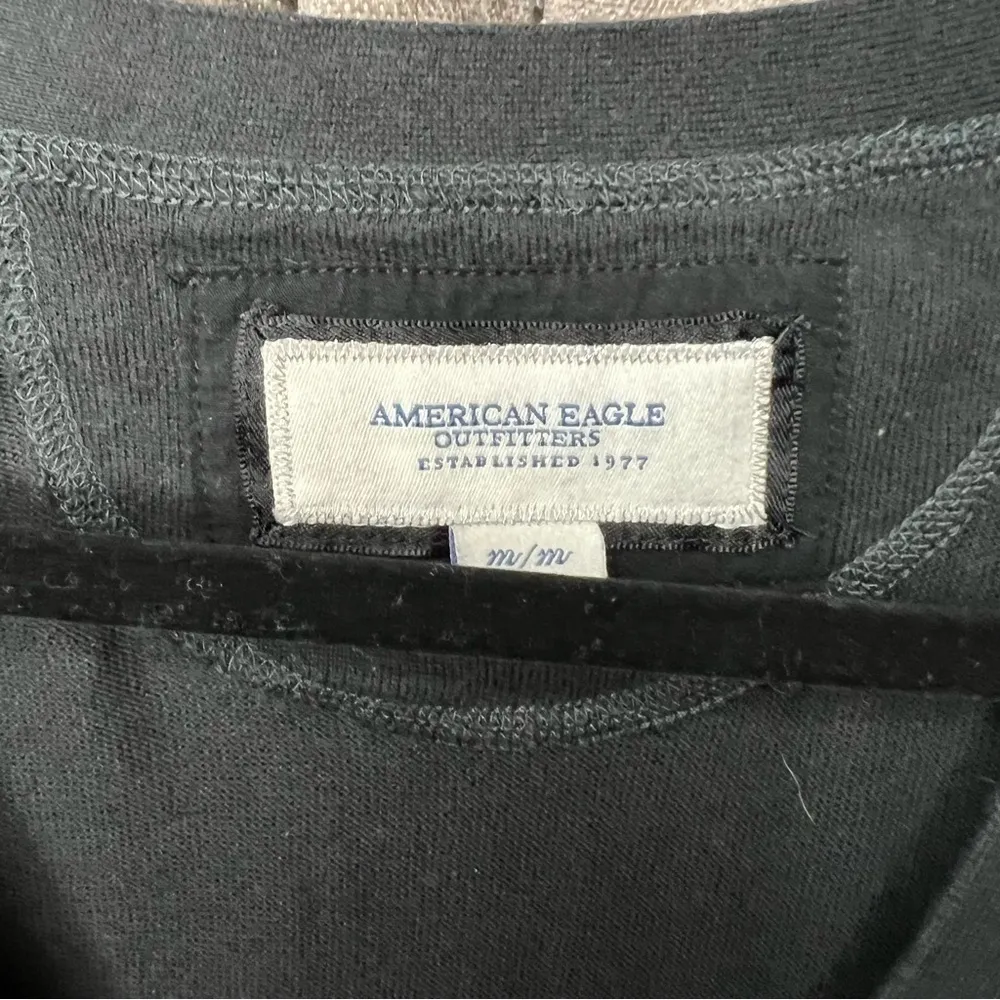 AMERICAN EAGLE
OUTFITTERS
ESTABLISHED 1977
m/m